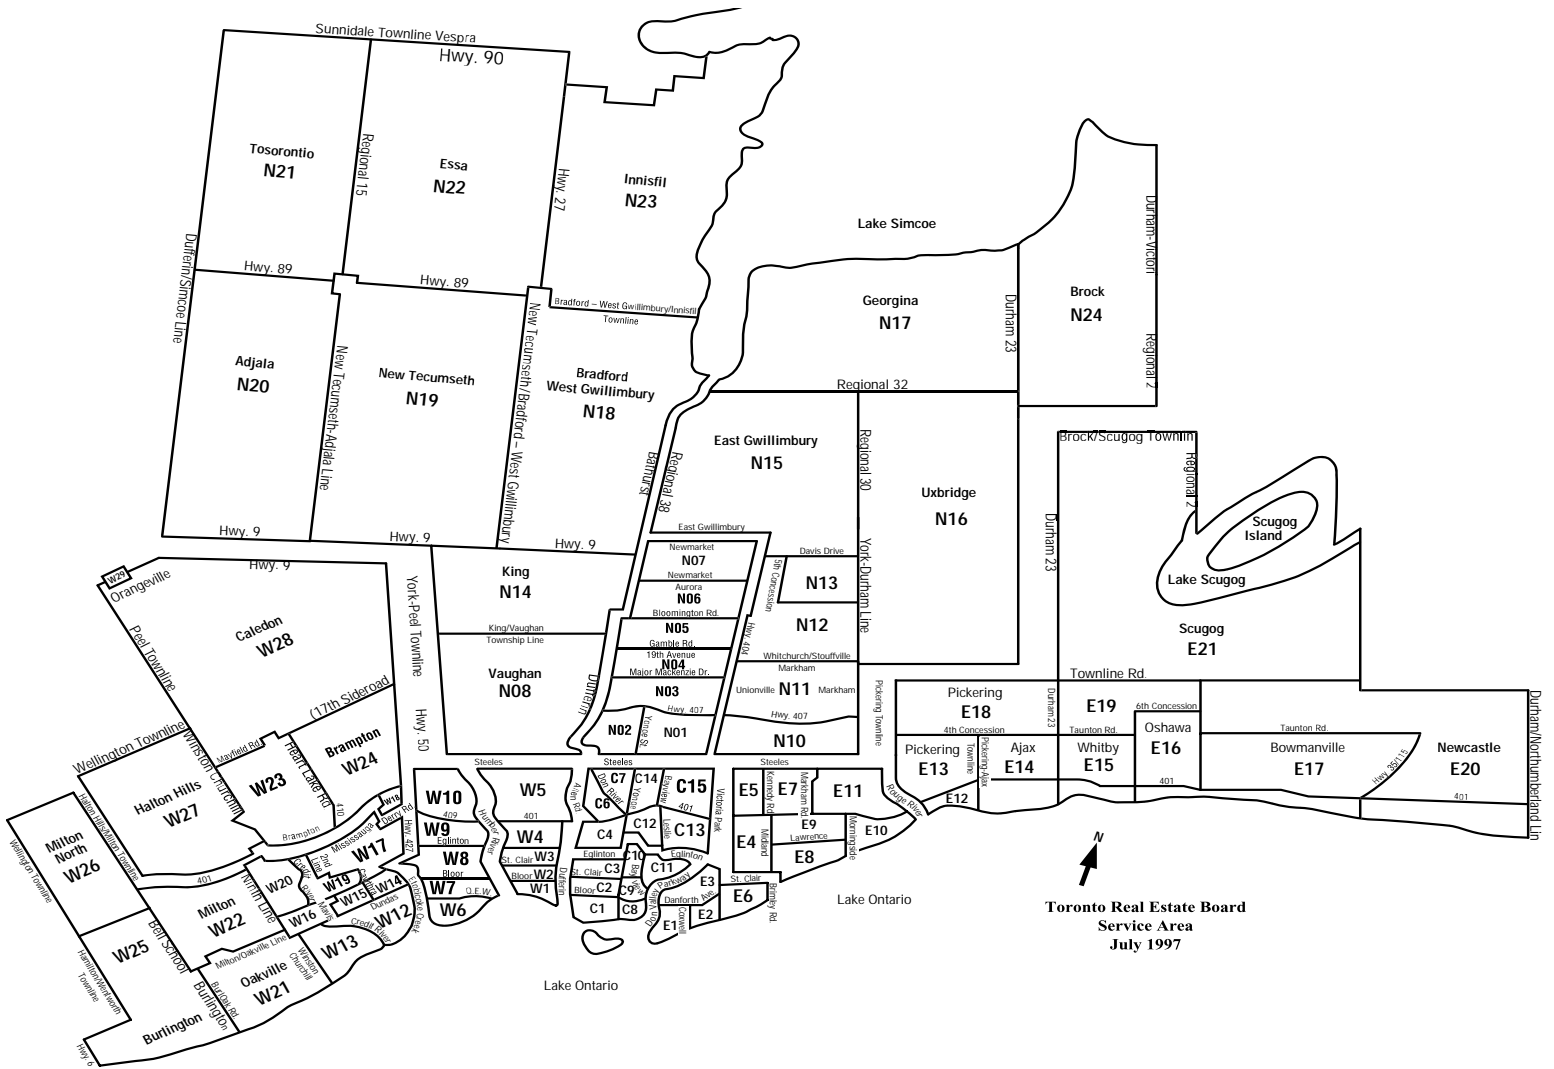 Sunnidale Townline Vespra
Hwy. 90
Tosorontio
N21
Regional 15
Essa
N22
Hwy. 27
Innisfil
N23
Lake Simcoe
Durham-Victori
Regional 2
Brock
N24
Georgina
N17
Durham 23
Dufferin/Simcoe Line
Hwy. 89
Hwy. 89
Bradford – West Gwillimbury/Innisfil
Townline
Adjala
N20
New Tecumseth-Adjala Line
New Tecumseth
N19
New Tecumseth/Bradford – West Gwillimbury
Bradford
West Gwillimbury
N18
Regional 32
East Gwillimbury
N15
Bathurst
Regional 38
Regional 30
Uxbridge
N16
Brock/Scugog Townlin
Regional 2
Durham 23
Scugog
Island
Lake Scugog
Scugog
E21
Hwy. 9
Hwy. 9
Hwy. 9
Hwy. 9
East Gwillimbury
Newmarket
N07
Newmarket
Aurora
N06
Bloomington Rd.
N05
Gamble Rd.
19th Avenue
N04
Major Mackenzie Dr.
N03
Hwy. 407
N02
Yonge St.
N01
Davis Drive
5th Concession
N13
N12
Hwy. 404
Whitchurch/Stouffville
Markham
Unionville
N11
Markham
Hwy. 407
N10
York-Durham Line
Pickering Townline
King
N14
King/Vaughan
Township Line
Vaughan
N08
Dufferin
York-Peel Townline
Hwy. 50
W29
Orangeville
Caledon
W28
Peel Townline
(17th Sideroad
Mayfield Rd.
Wellington Townline
Winston Churchill
Heart Lake Rd
Brampton
W24
W23
410
Halton Hills
W27
Halton Hills/Milton Townline
Milton
North
W26
Wellington Townline
Brampton
Mississauga
W17
W18
Derry Rd
Hwy. 427
401
Milton
W22
Ninth Line
W20
Credit
River
2nd
Line
W19
Mavis
W15
W14
Dundas
W16
Credit River
W12
Etobicoke Creek
W13
Winston
Churchill
Milton/Oakville Line
Oakville
W21
W25
Bell School
Hamilton/Wentworth
Townline
Burl/Oak Rd.
Burlington
Burlington
Hwy. 6
Steeles
Steeles
Steeles
W10
409
W9
Eglinton
W8
Bloor
W7
Q.E.W.
W6
Humber River
W5
401
W4
W3
St. Clair
W2
Bloor
W1
Allen Rd
Dufferin
C7
Don River
C6
C14
Yonge
Bayview
C15
401
C4
C12
Leslie
C13
Victoria Park
Eglinton
C10
Eglinton
St. Clair
C3
Bayview
C11
Bloor
C2
C9
C1
C8
Don Valley
Parkway
Danforth Ave
E3
St. Clair
E1
Coxwell
E2
E6
Brimley Rd.
E5
Kennedy Rd
E7
Markham Rd.
E11
E9
Lawrence
E4
Midland
E8
Morningside
E10
Rouge River
Townline Rd.
Pickering
E18
Durham 23
4th Concession
Pickering
E13
Townline
Pickering-Ajax
Ajax
E14
E12
E19
Taunton Rd.
Whitby
E15
6th Concession
Oshawa
E16
401
Taunton Rd.
Bowmanville
E17
Hwy. 35/115
Newcastle
E20
401
Durham/Northumberland Lin
Lake Ontario
Lake Ontario
N
Toronto Real Estate Board
Service Area
July 1997